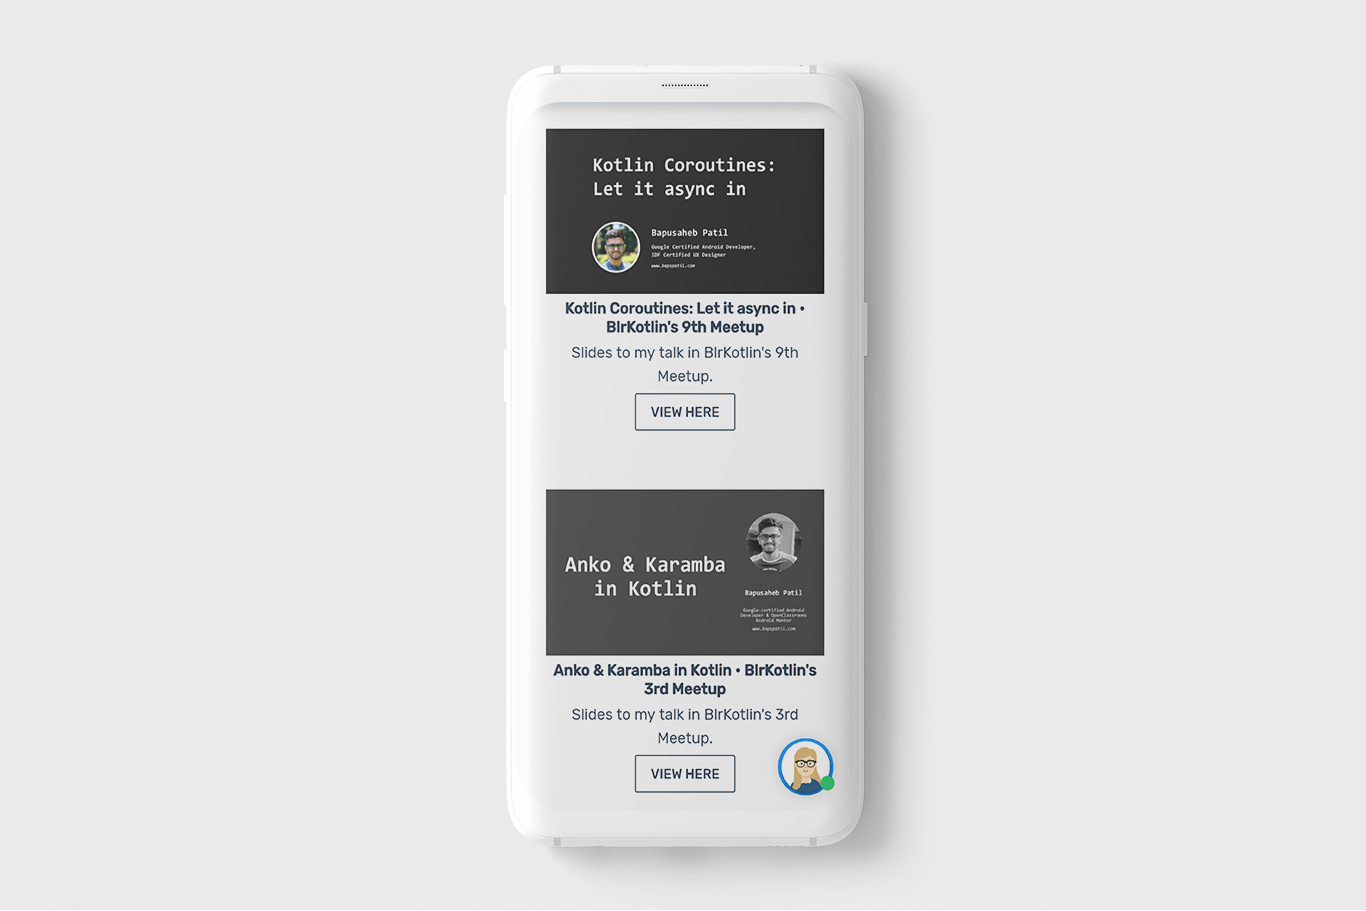 Kotlin Coroutines:
Let it async in
Bapusaheb Patil
Google Certified Android Developer,
IDF Certified UX Designer
www.bapspatil.com
Kotlin Coroutines: Let it async in •
BlrKotlin's 9th Meetup
Slides to my talk in BlrKotlin's 9th
Meetup.
VIEW HERE
Anko & Karamba
in Kotlin
Bapusaheb Patil
Google-certified Android
Developer & OpenClassrooms
Android Mentor
www.bapspatil.com
Anko & Karamba in Kotlin • BlrKotlin's
3rd Meetup
Slides to my talk in BlrKotlin's 3rd
Meetup.
VIEW HERE